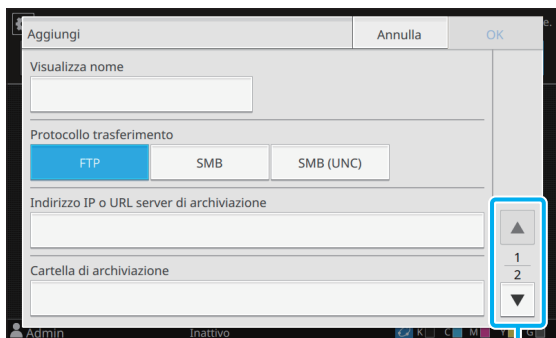 Aggiungi Annulla OK e.
Visualizza nome
Protocollo trasferimento
FTP SMB SMB (UNC)
Indirizzo IP o URL server di archiviazione
1
2
Cartella di archiviazione
Admin Inattivo K C M Y G